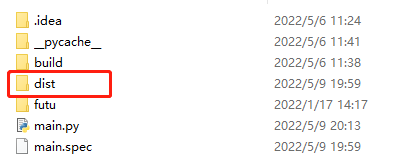 .idea 2022/5/6 11:24
__pycache__ 2022/5/6 11:41
build 2022/5/6 11:38
dist 2022/5/9 19:59
futu 2022/1/17 14:17
main.py 2022/5/9 20:13
main.spec 2022/5/9 19:59